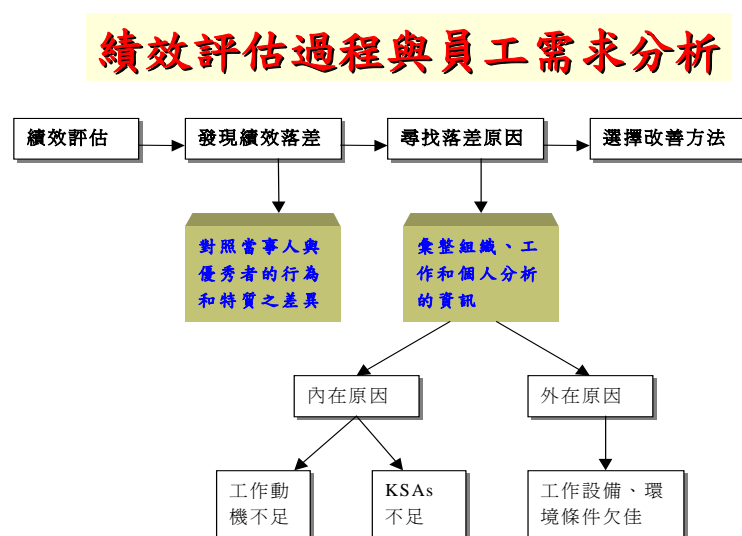 績效評估過程與員工需求分析
績效評估
發現績效落差
尋找落差原因
選擇改善方法
對照當事人與
優秀者的行為
和特質之差異
彙整組織、工
作和個人分析
的資訊
內在原因
外在原因
工作動
機不足
KSAs
不足
工作設備、環
境條件欠佳